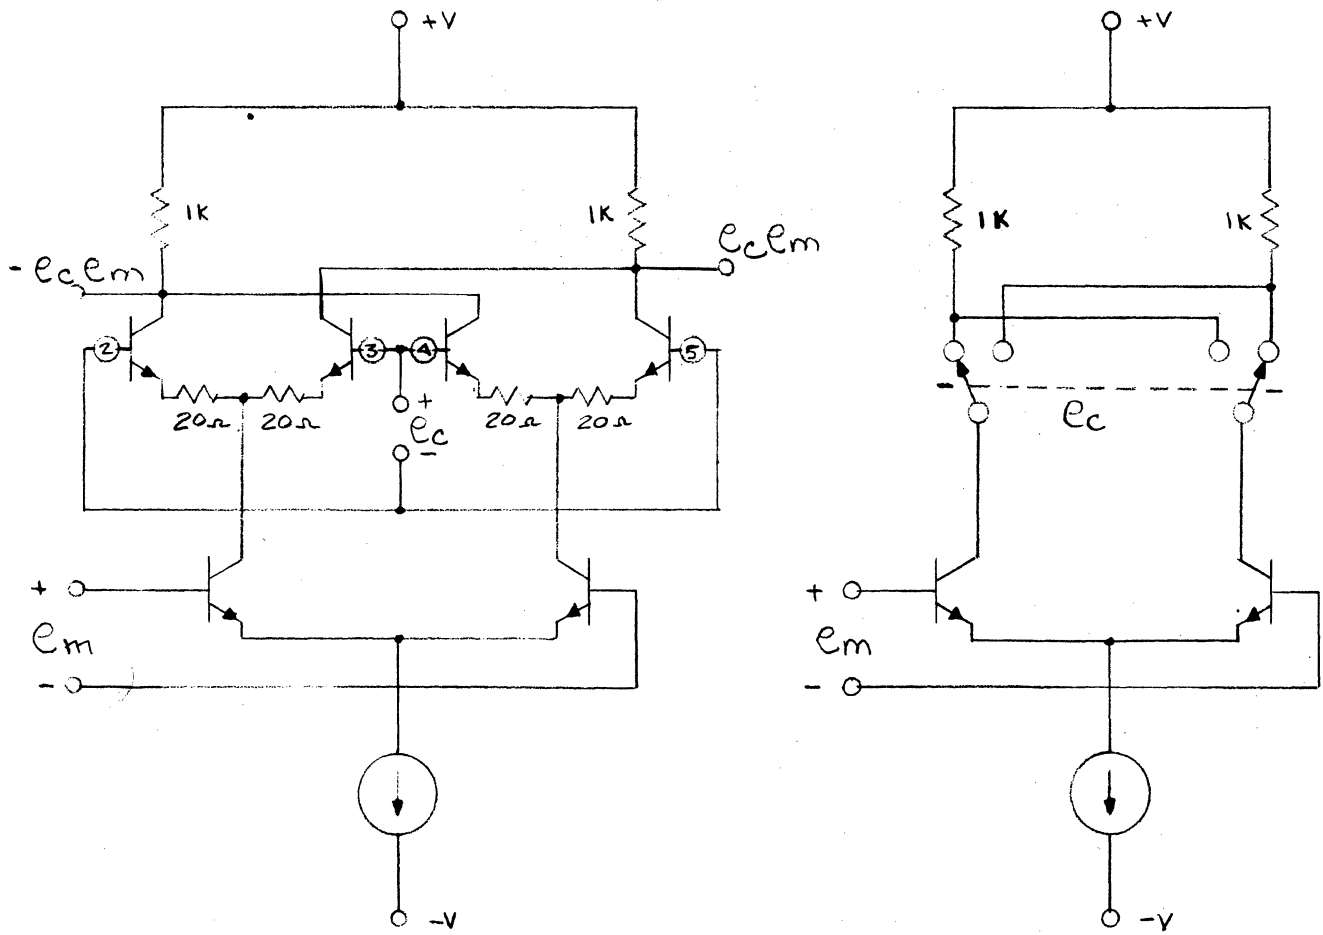 +V
+V
1K
1K
1K
1K
- ecem
ecem
2
3
4
5
20Ω
20Ω
20Ω
20Ω
+
ec
-
-
-
ec
+
em
-
+
em
-
-V
-V